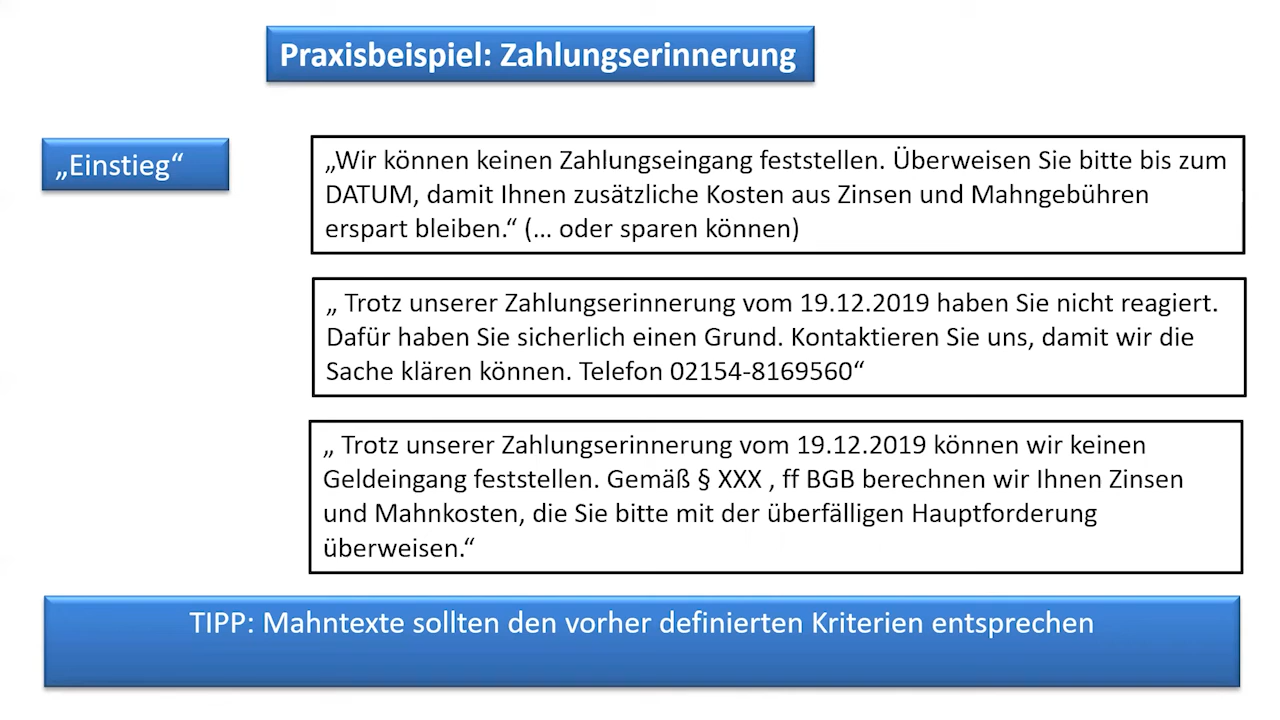 Praxisbeispiel: Zahlungserinnerung
„Einstieg“
„Wir können keinen Zahlungseingang feststellen. Überweisen Sie bitte bis zum
DATUM, damit Ihnen zusätzliche Kosten aus Zinsen und Mahngebühren
erspart bleiben.“ (… oder sparen können)
„ Trotz unserer Zahlungserinnerung vom 19.12.2019 haben Sie nicht reagiert.
Dafür haben Sie sicherlich einen Grund. Kontaktieren Sie uns, damit wir die
Sache klären können. Telefon 02154-8169560“
„ Trotz unserer Zahlungserinnerung vom 19.12.2019 können wir keinen
Geldeingang feststellen. Gemäß § XXX , ff BGB berechnen wir Ihnen Zinsen
und Mahnkosten, die Sie bitte mit der überfälligen Hauptforderung
überweisen.“
TIPP: Mahntexte sollten den vorher definierten Kriterien entsprechen